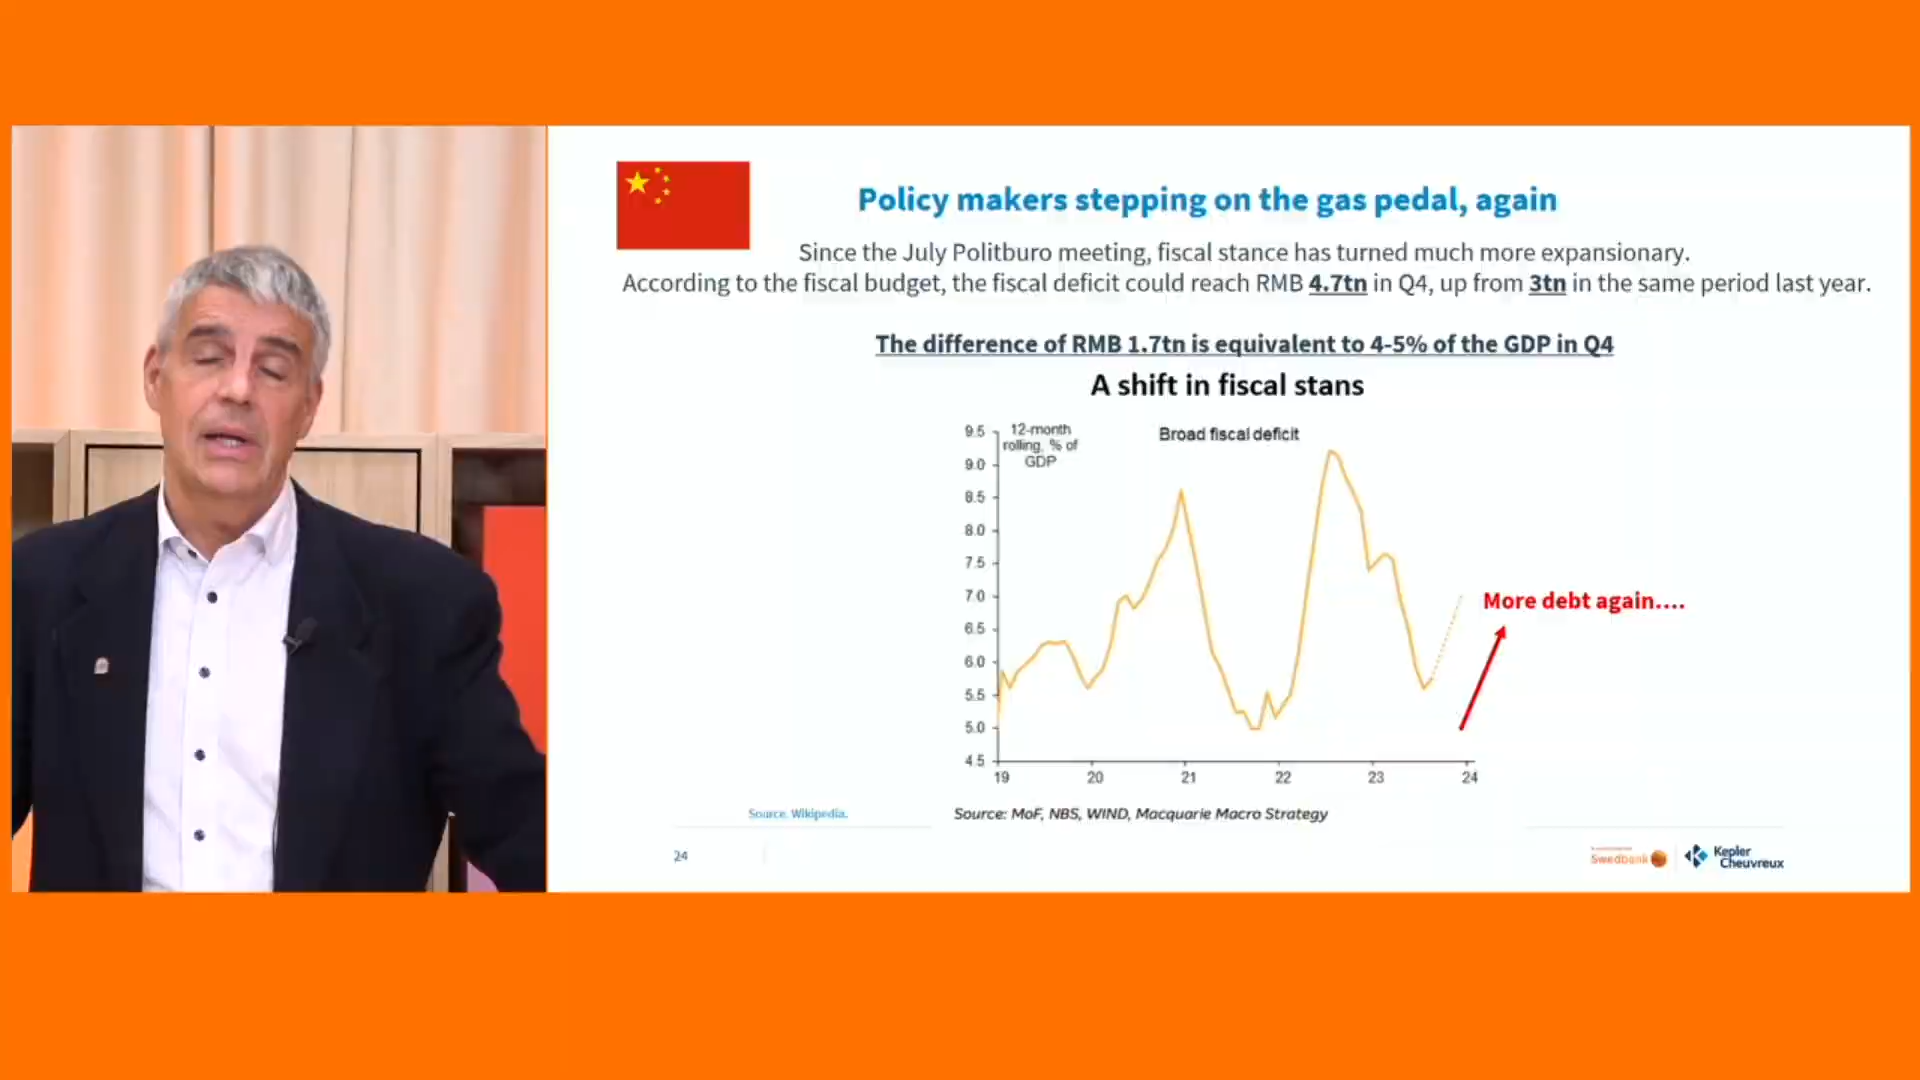 Policy makers stepping on the gas pedal, again
Since the July Politburo meeting, fiscal stance has turned much more expansionary.
According to the fiscal budget, the fiscal deficit could reach RMB 4.7tn in Q4, up from 3tn in the same period last year.
The difference of RMB 1.7tn is equivalent to 4-5% of the GDP in Q4
A shift in fiscal stans
12-month
rolling, % of
GDP
Broad fiscal deficit
9.5
9.0
8.5
8.0
7.5
7.0
6.5
6.0
5.5
5.0
4.5
19 20 21 22 23 24
More debt again....
Source: Wikipedia.
Source: MoF, NBS, WIND, Macquarie Macro Strategy
24
Swedbank
Kepler
Cheuvreux